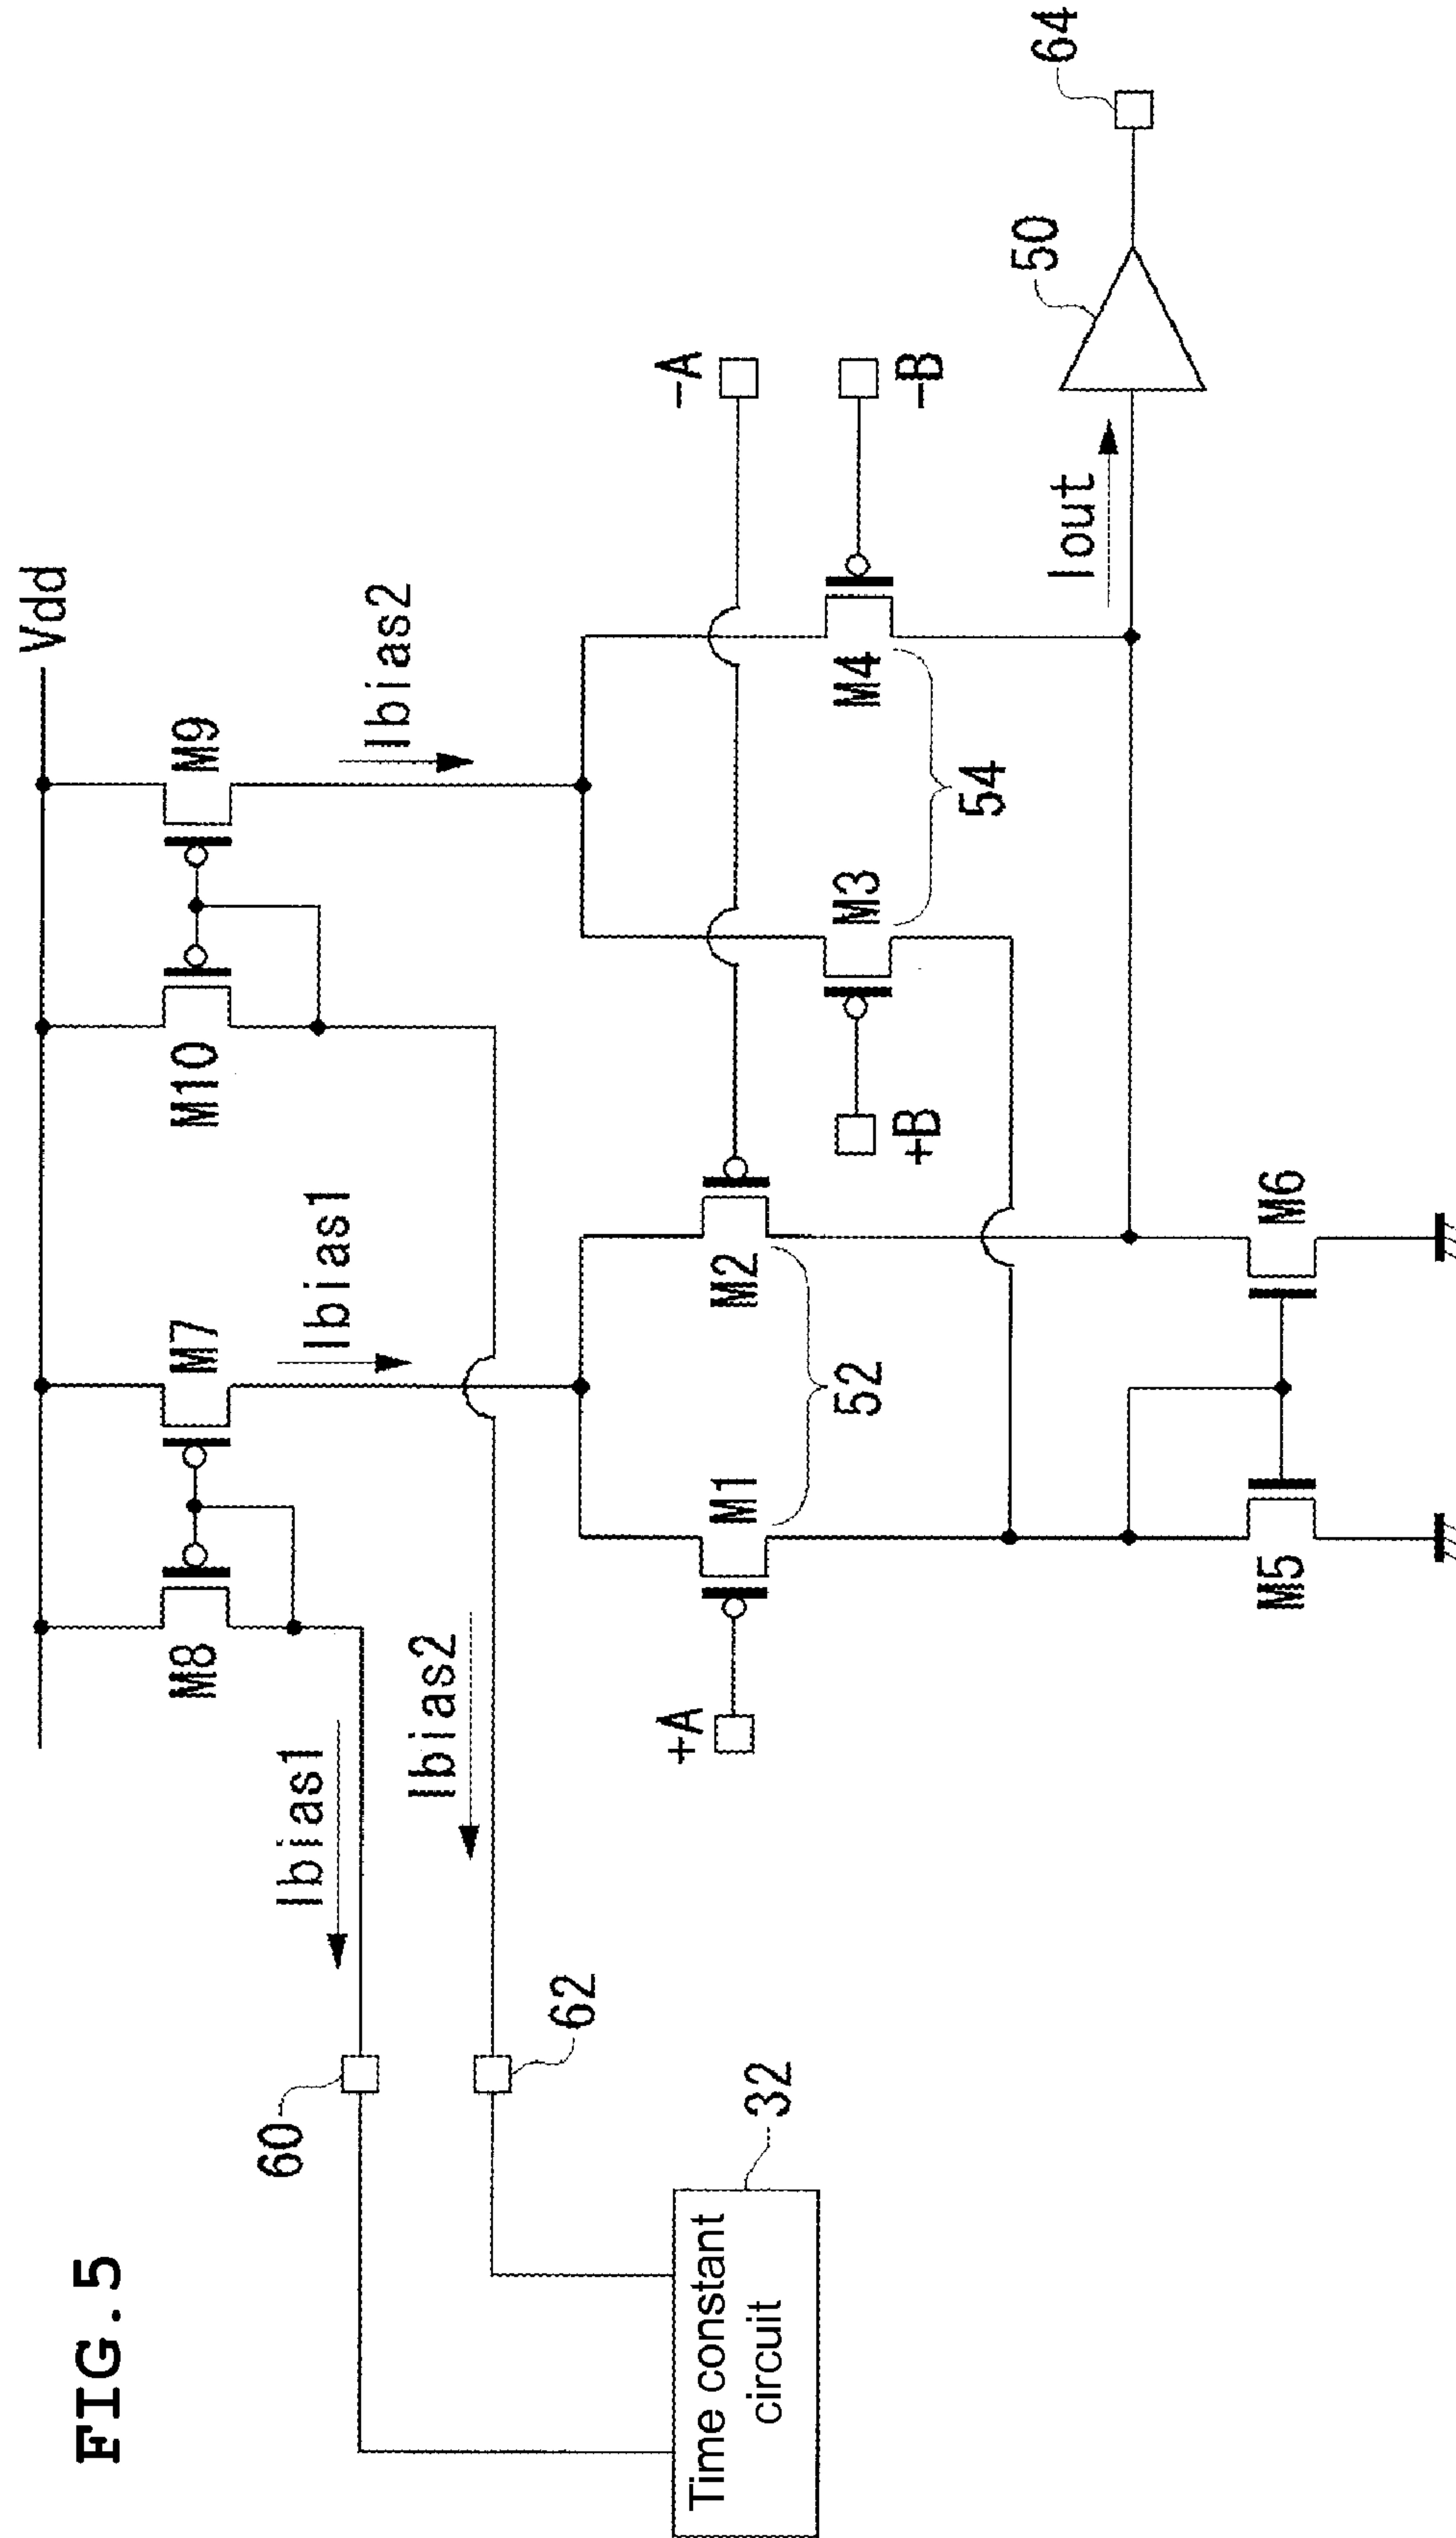 FIG.5
Vdd
M8
M7
M10
M9
Ibias1
Ibias1
Ibias2
Ibias2
60
62
32
Time constant
circuit
+A
M1
M2
52
-A
+B
M3
M4
-B
54
Iout
50
64
M5
M6